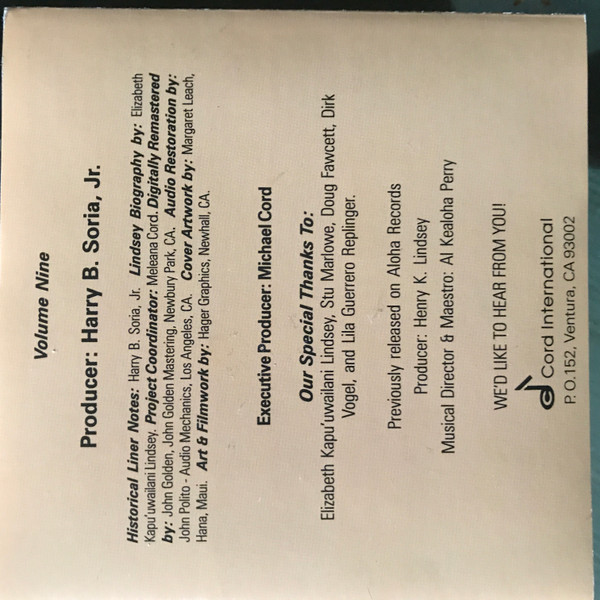 Volume Nine
Producer: Harry B. Soria, Jr.
Historical Liner Notes: Harry B. Soria, Jr. Lindsey Biography by: Elizabeth
Kapu'uwailani Lindsey. Project Coordinator: Meleana Cord. Digitally Remastered
by: John Golden, John Golden Mastering, Newbury Park, CA. Audio Restoration by:
John Polito - Audio Mechanics, Los Angeles, CA. Cover Artwork by: Margaret Leach,
Hana, Maui. Art & Filmwork by: Hager Graphics, Newhall, CA.
Executive Producer: Michael Cord
Our Special Thanks To:
Elizabeth Kapu'uwailani Lindsey, Stu Marlowe, Doug Fawcett, Dirk
Vogel, and Lila Guerrero Replinger.
Previously released on Aloha Records
Producer: Henry K. Lindsey
Musical Director & Maestro: Al Kealoha Perry
WE'D LIKE TO HEAR FROM YOU!
Cord International
P.O.152, Ventura, CA 93002